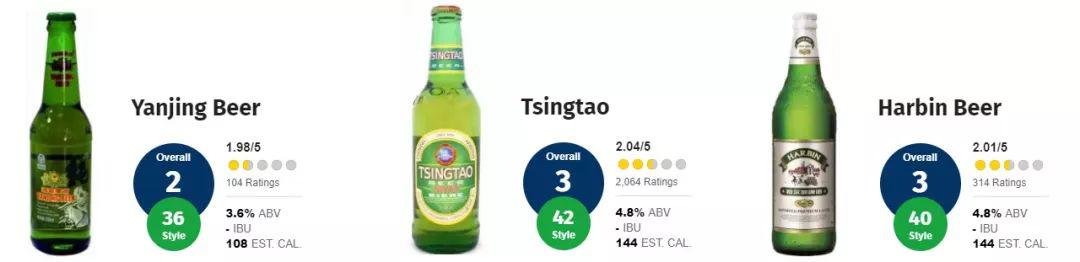 Yanjing Beer
Overall
2
36
Style
1.98/5
104 Ratings
3.6% ABV
- IBU
108 EST. CAL.
TSINGTAO
BEER
TSINGTAO
BEER
BIERE
Tsingtao
Overall
3
42
Style
2.04/5
2,064 Ratings
4.8% ABV
- IBU
144 EST. CAL.
HARBIN
Harbin Beer
Overall
3
40
Style
2.01/5
314 Ratings
4.8% ABV
- IBU
144 EST. CAL.